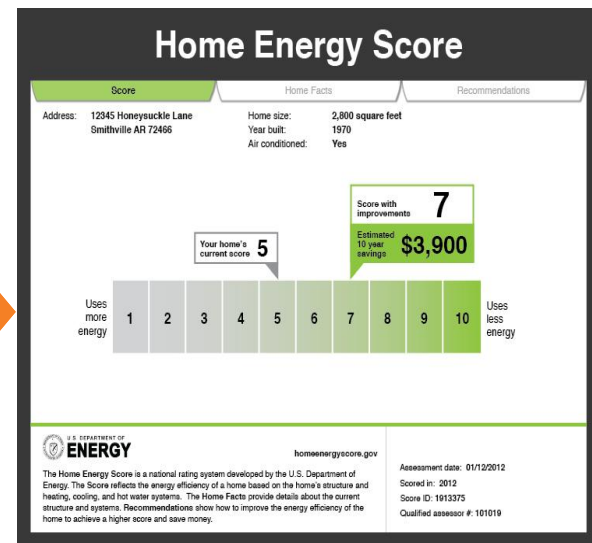 Home Energy Score
Score
Home Facts
Recommendations
Address: 12345 Honeysuckle Lane
Smithville AR 72466
Home size: 2,800 square feet
Year built: 1970
Air conditioned: Yes
Score with
improvements 7
Estimated
10 year
savings $3,900
Your home's
current score 5
Uses
more
energy
1 2 3 4 5 6 7 8 9 10
Uses
less
energy
U.S. DEPARTMENT OF
ENERGY
homeenergyscore.gov
The Home Energy Score is a national rating system developed by the U.S. Department of
Energy. The Score reflects the energy efficiency of a home based on the home's structure and
heating, cooling, and hot water systems. The Home Facts provide details about the current
structure and systems. Recommendations show how to improve the energy efficiency of the
home to achieve a higher score and save money.
Assessment date: 01/12/2012
Scored in: 2012
Score ID: 1913375
Qualified assessor #: 101019